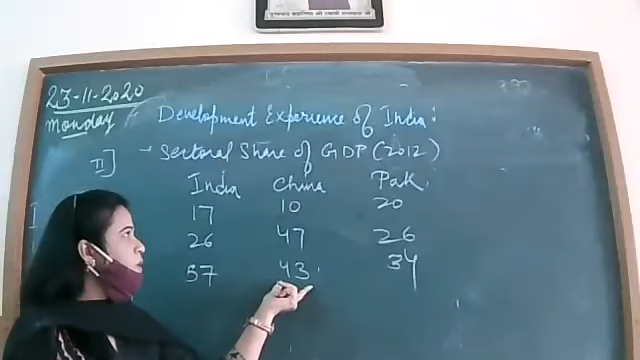 23-11-2020
Monday
Development Experience of India:
II] - Sectoral Share of GDP (2012)
India China Pak.
17 10 20
26 47 26
57 43 34